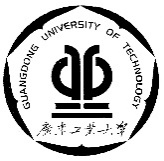 GUANGDONG UNIVERSITY OF TECHNOLOGY
廣東工業大學